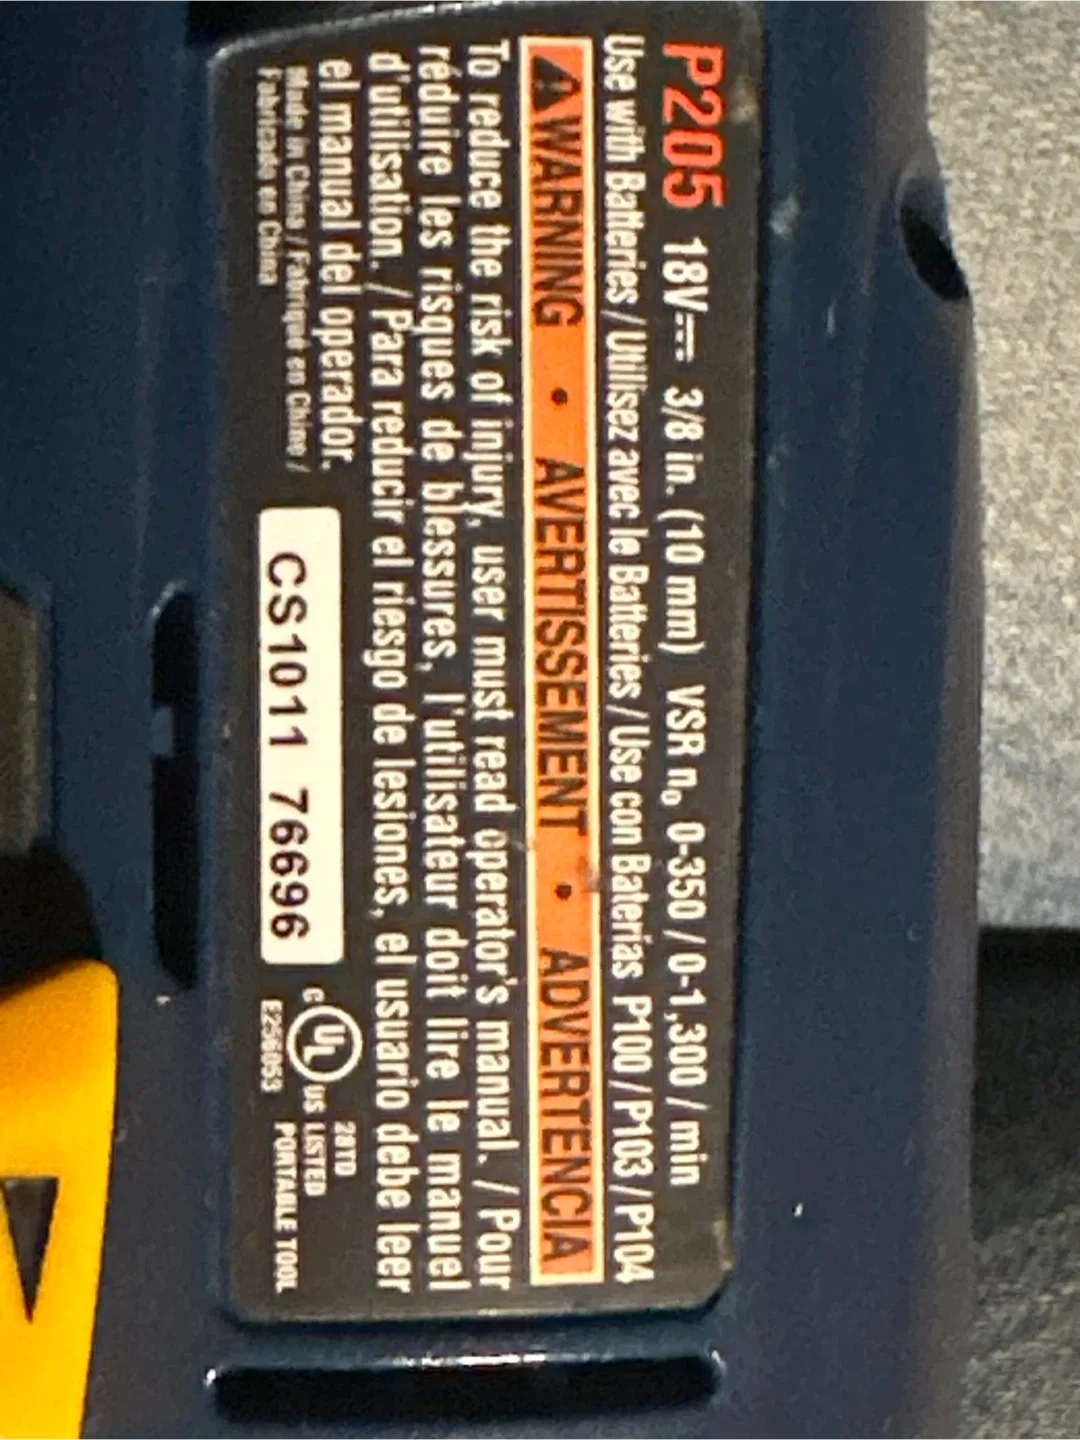 P205 18V⎓ 3/8 in. (10 mm) VSR n₀ 0-350 / 0-1,300 / min
Use with Batteries / Utilisez avec le Batteries / Use con Baterias P100 / P103 / P104
⚠WARNING • AVERTISSEMENT • ADVERTENCIA
To reduce the risk of injury, user must read operator's manual. / Pour
réduire les risques de blessures, l'utilisateur doit lire le manuel
d'utilisation. / Para reducir el riesgo de lesiones, el usuario debe leer
el manual del operador.
Made in China / Fabriqué en Chine /
Fabricado en China
CS1011 76696
C UL US
E256053
28TD
LISTED
PORTABLE TOOL